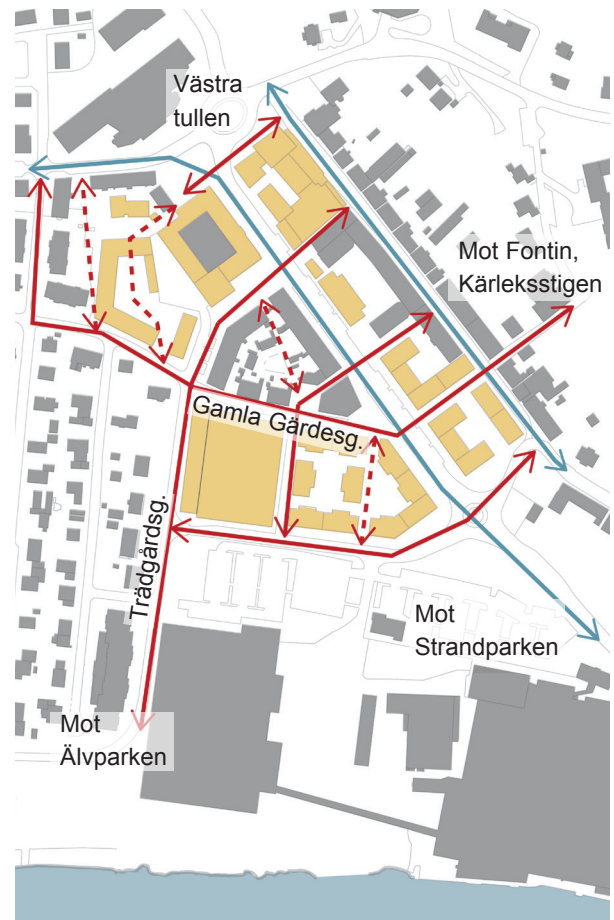 Västra
tullen
Mot Fontin,
Kärleksstigen
Gamla Gärdesg.
Trädgårdsg.
Mot
Strandparken
Mot
Älvparken